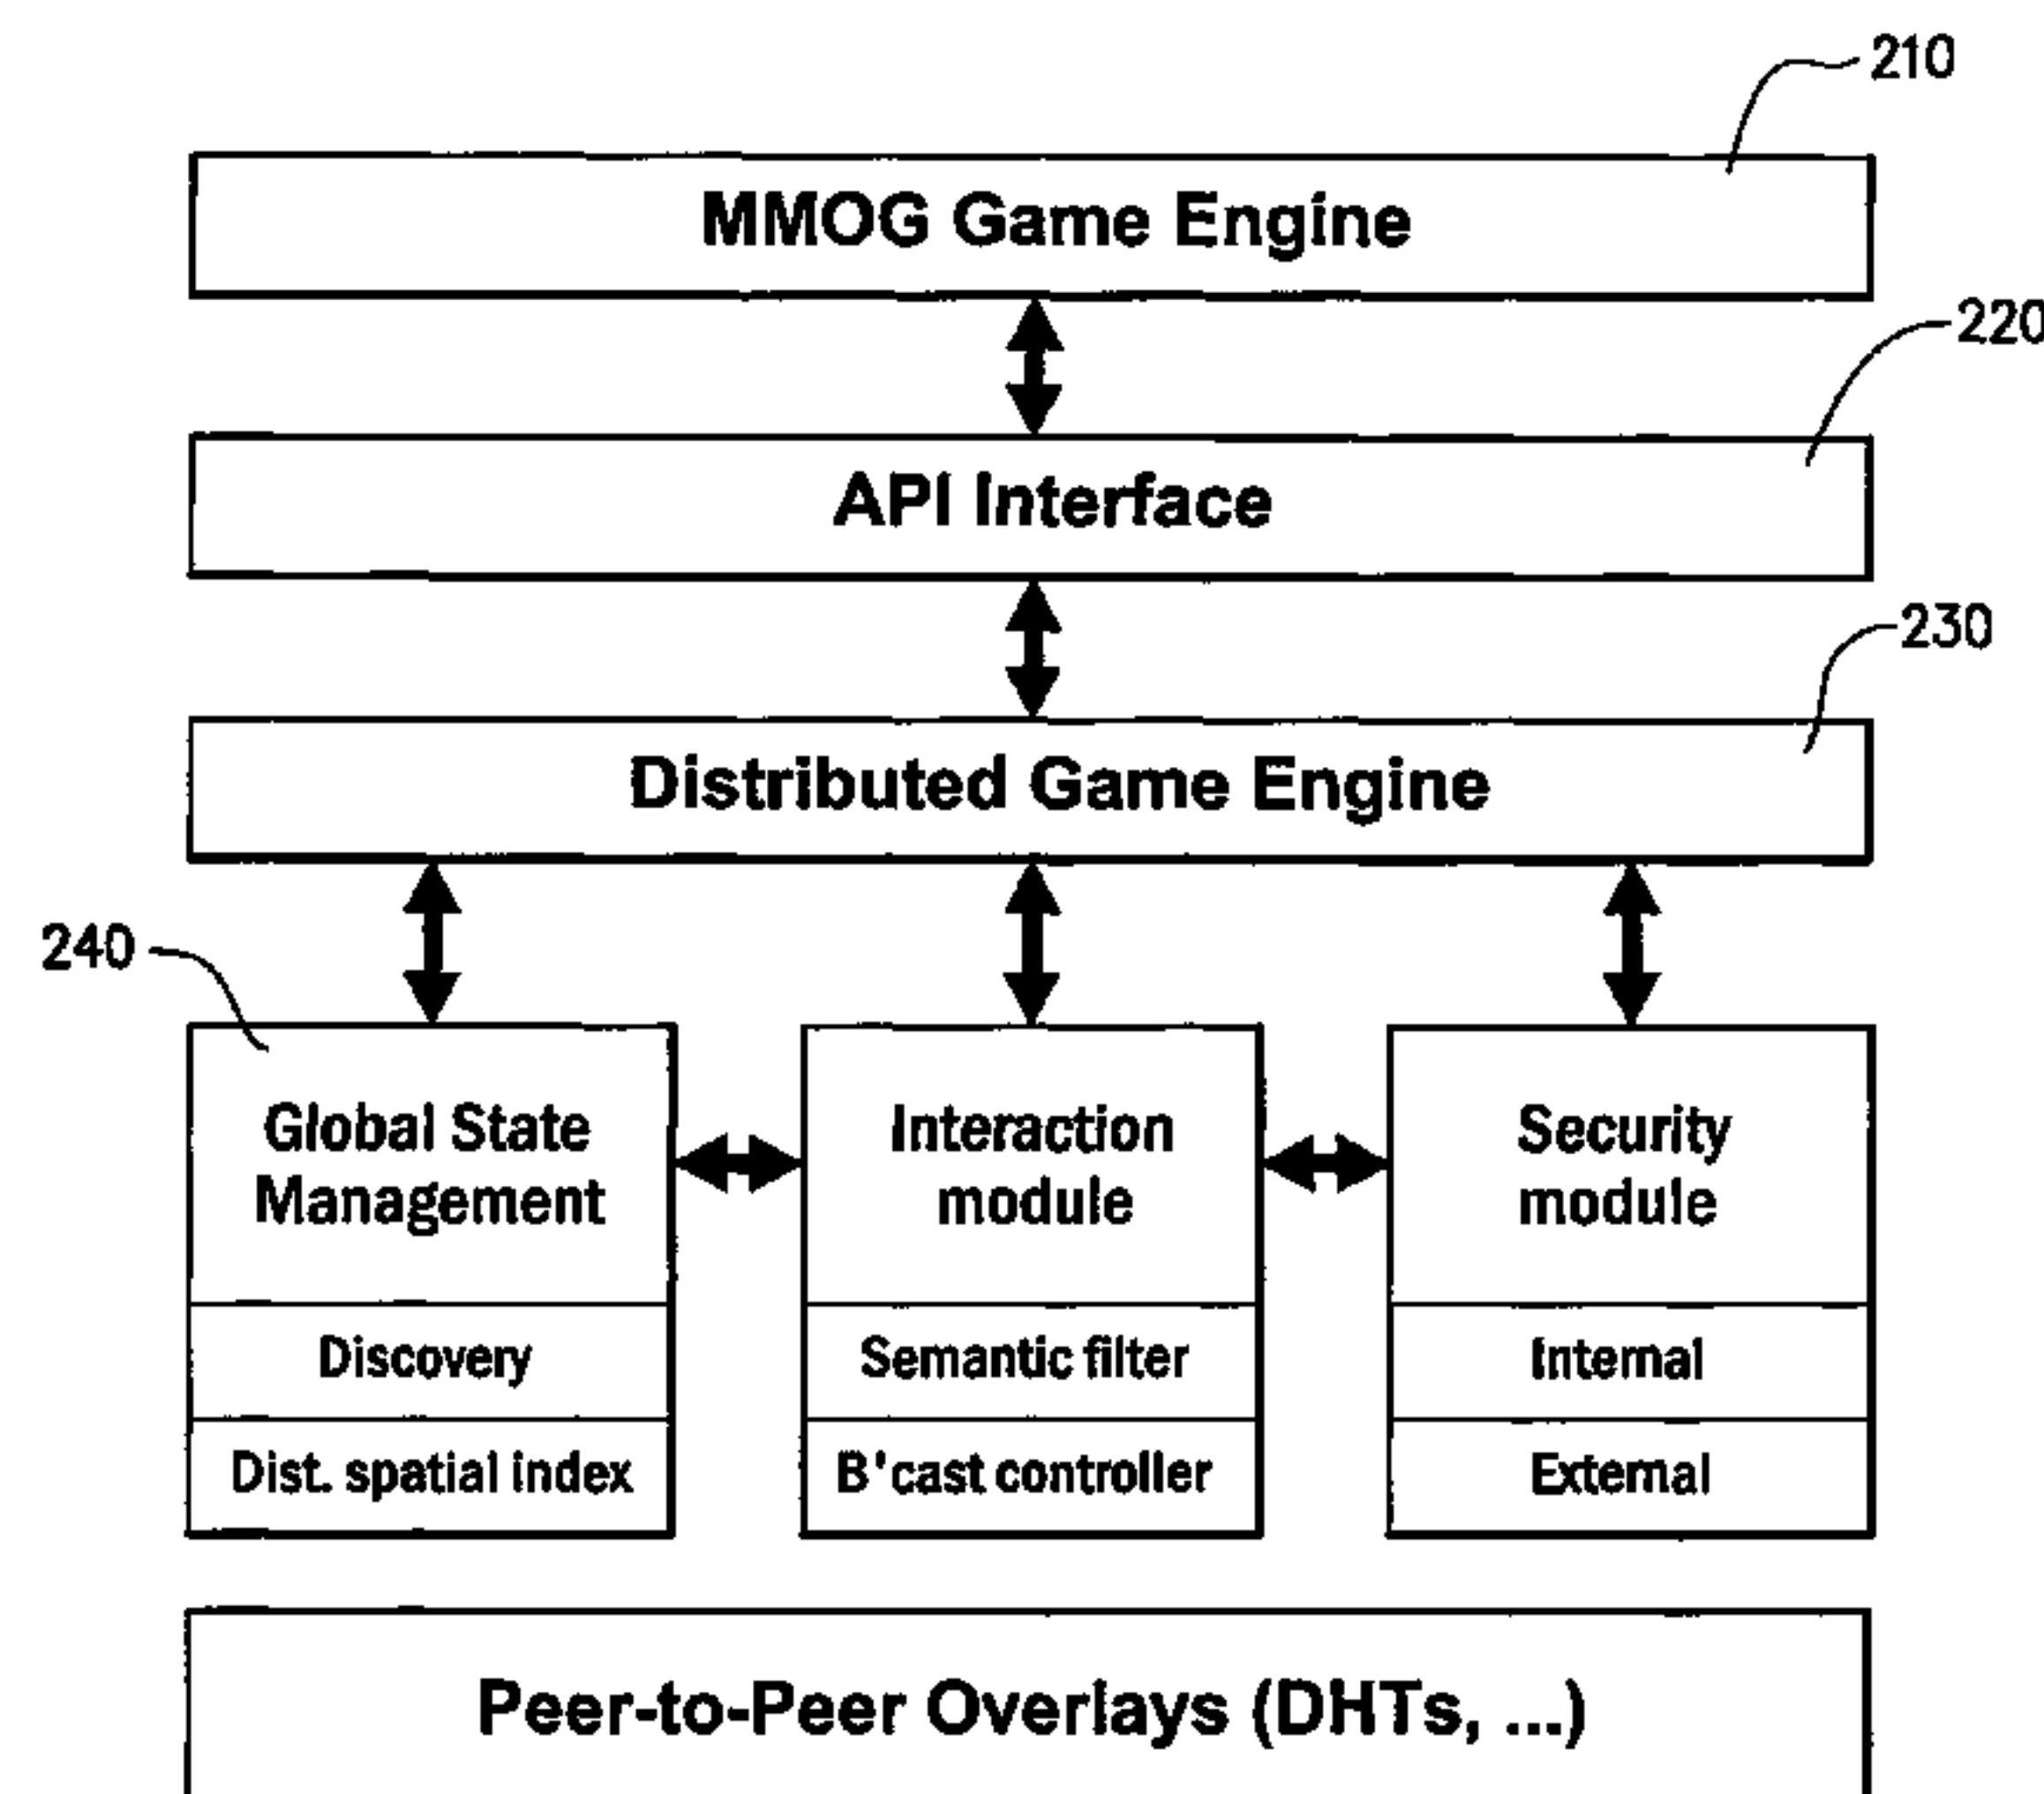 210
MMOG Game Engine
220
API Interface
230
Distributed Game Engine
240
Global State
Management
Interaction
module
Security
module
Discovery
Semantic filter
Internal
Dist. spatial index
B'cast controller
External
Peer-to-Peer Overlays (DHTs, ...)